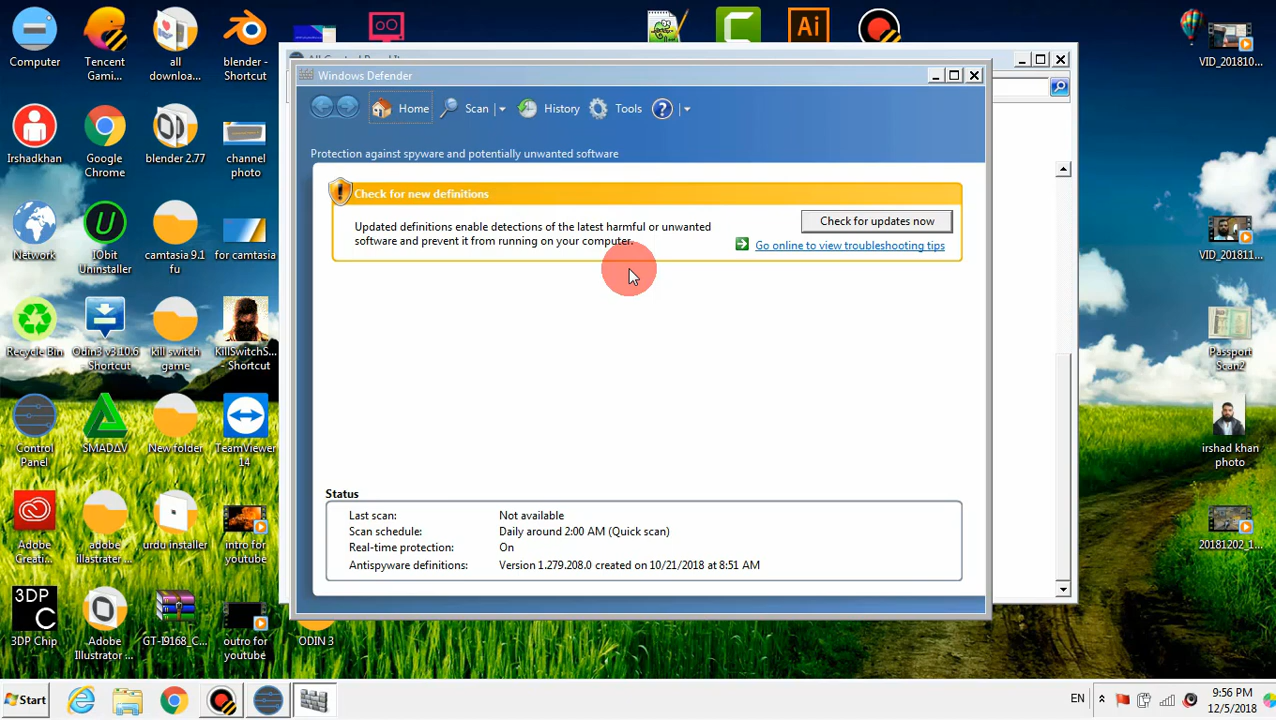 Computer
Tencent
Gami...
all
downloa...
blender -
Shortcut
Ai
VID_201810...
Windows Defender
Home
Scan
History
Tools
?
Protection against spyware and potentially unwanted software
Check for new definitions
Updated definitions enable detections of the latest harmful or unwanted
software and prevent it from running on your computer.
Check for updates now
Go online to view troubleshooting tips
Irshadkhan
Google
Chrome
blender 2.77
channel
photo
Network
IObit
Uninstaller
camtasia 9.1
fu
for camtasia
VID_201811...
Recycle Bin
Odin3 v3.10.6
- Shortcut
kill switch
game
KillSwitchS...
- Shortcut
Passport
Scan2
Control
Panel
SMADΔV
New folder
TeamViewer
14
irshad khan
photo
Status
Last scan: Not available
Scan schedule: Daily around 2:00 AM (Quick scan)
Real-time protection: On
Antispyware definitions: Version 1.279.208.0 created on 10/21/2018 at 8:51 AM
Adobe
Creati...
adobe
illastrater ...
urdu installer
intro for
youtube
20181202_1...
3DP
C
3DP Chip
Adobe
Illustrator ...
GT-I9168_C...
outro for
youtube
ODIN 3
Start
EN
9:56 PM
12/5/2018